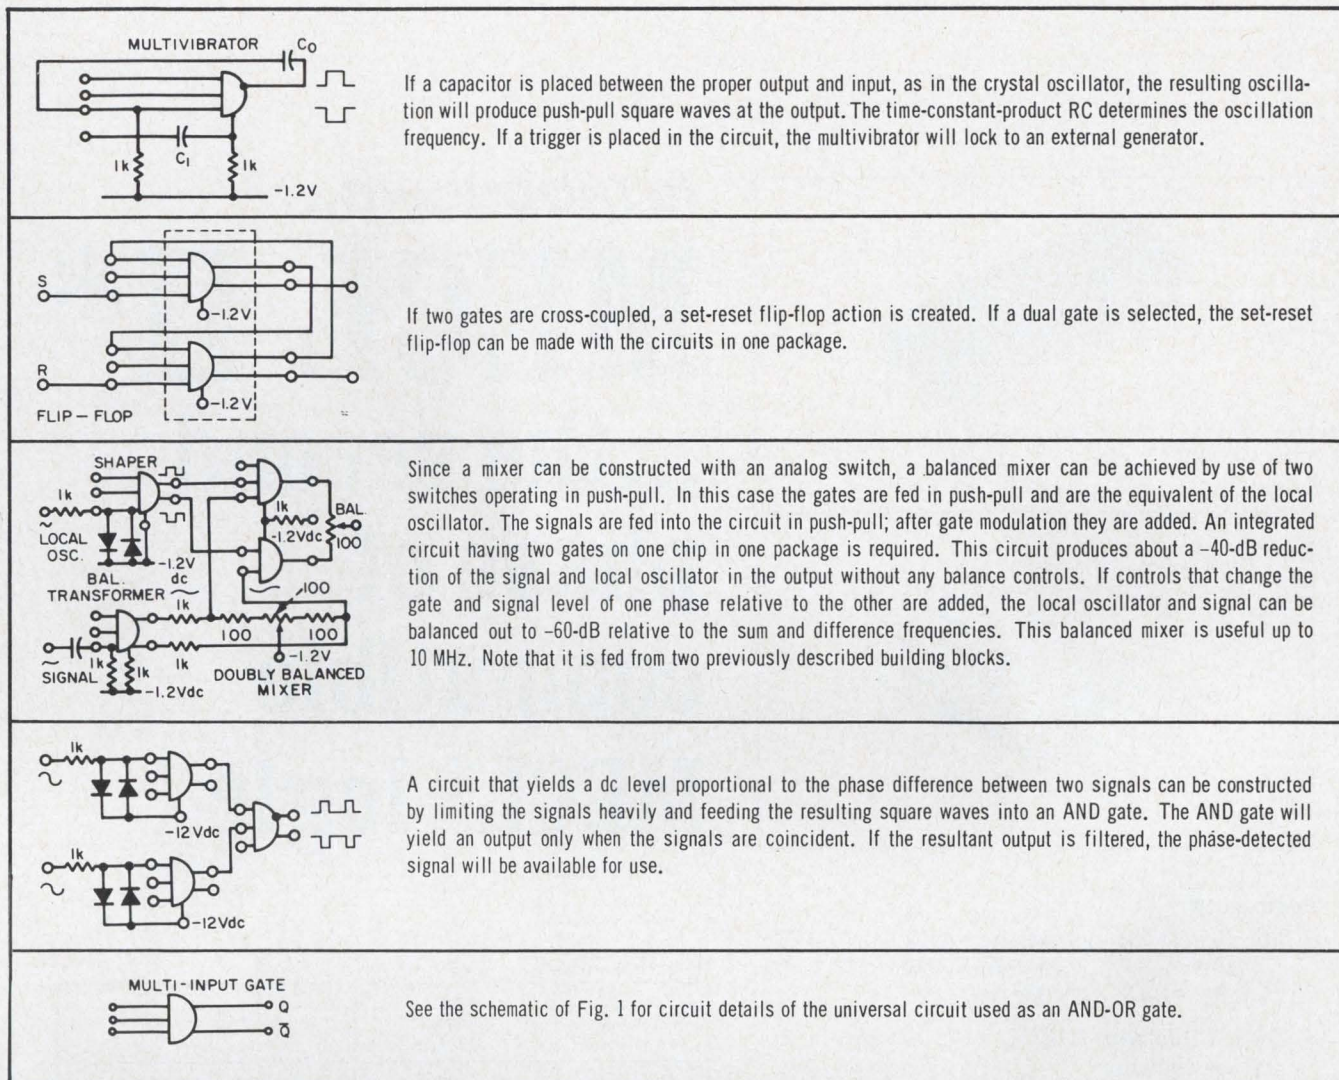 MULTIVIBRATOR
C0
1k
C1
1k
-1.2V
If a capacitor is placed between the proper output and input, as in the crystal oscillator, the resulting oscilla-
tion will produce push-pull square waves at the output. The time-constant-product RC determines the oscillation
frequency. If a trigger is placed in the circuit, the multivibrator will lock to an external generator.
S
-1.2V
R
-1.2V
FLIP - FLOP
If two gates are cross-coupled, a set-reset flip-flop action is created. If a dual gate is selected, the set-reset
flip-flop can be made with the circuits in one package.
SHAPER
1k
LOCAL
OSC.
-1.2V
dc
1k
-1.2Vdc
BAL.
100
BAL.
TRANSFORMER
1k
100
100
100
1k
-1.2V
1k
1k
SIGNAL
-1.2Vdc
DOUBLY BALANCED
MIXER
Since a mixer can be constructed with an analog switch, a balanced mixer can be achieved by use of two
switches operating in push-pull. In this case the gates are fed in push-pull and are the equivalent of the local
oscillator. The signals are fed into the circuit in push-pull; after gate modulation they are added. An integrated
circuit having two gates on one chip in one package is required. This circuit produces about a –40-dB reduc-
tion of the signal and local oscillator in the output without any balance controls. If controls that change the
gate and signal level of one phase relative to the other are added, the local oscillator and signal can be
balanced out to –60-dB relative to the sum and difference frequencies. This balanced mixer is useful up to
10 MHz. Note that it is fed from two previously described building blocks.
1k
-12Vdc
1k
-12Vdc
A circuit that yields a dc level proportional to the phase difference between two signals can be constructed
by limiting the signals heavily and feeding the resulting square waves into an AND gate. The AND gate will
yield an output only when the signals are coincident. If the resultant output is filtered, the phase-detected
signal will be available for use.
MULTI-INPUT GATE
Q
Q̅
See the schematic of Fig. 1 for circuit details of the universal circuit used as an AND-OR gate.